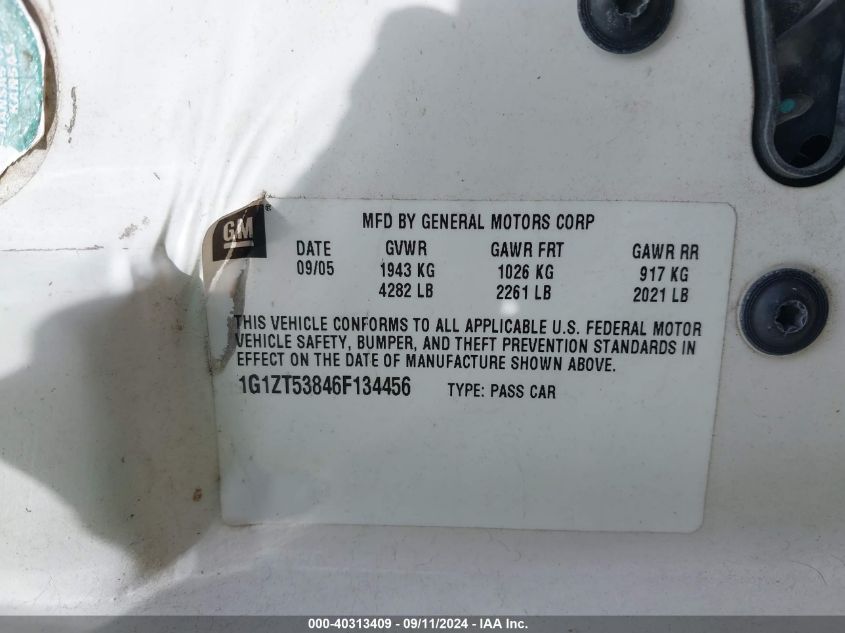 KANSAS
GM
®
MFD BY GENERAL MOTORS CORP
DATE GVWR GAWR FRT GAWR RR
09/05 1943 KG 1026 KG 917 KG
4282 LB 2261 LB 2021 LB
THIS VEHICLE CONFORMS TO ALL APPLICABLE U.S. FEDERAL MOTOR
VEHICLE SAFETY, BUMPER, AND THEFT PREVENTION STANDARDS IN
EFFECT ON THE DATE OF MANUFACTURE SHOWN ABOVE.
1G1ZT53846F134456 TYPE: PASS CAR
000-40313409 - 09/11/2024 - IAA Inc.